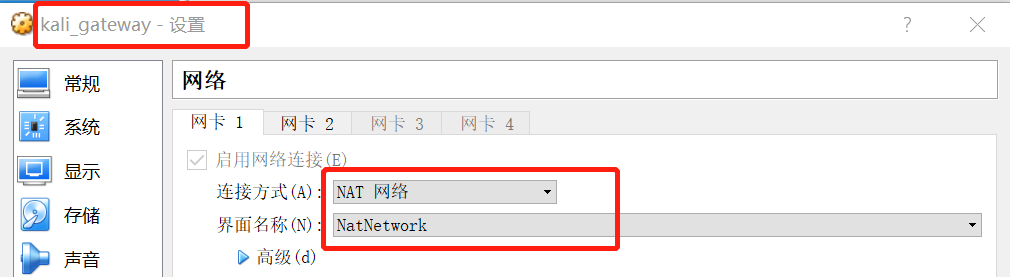 kali_gateway - 设置
常规
系统
显示
存储
声音
网络
网卡 1 网卡 2 网卡 3 网卡 4
启用网络连接(E)
连接方式(A): NAT 网络
界面名称(N): NatNetwork
高级(d)